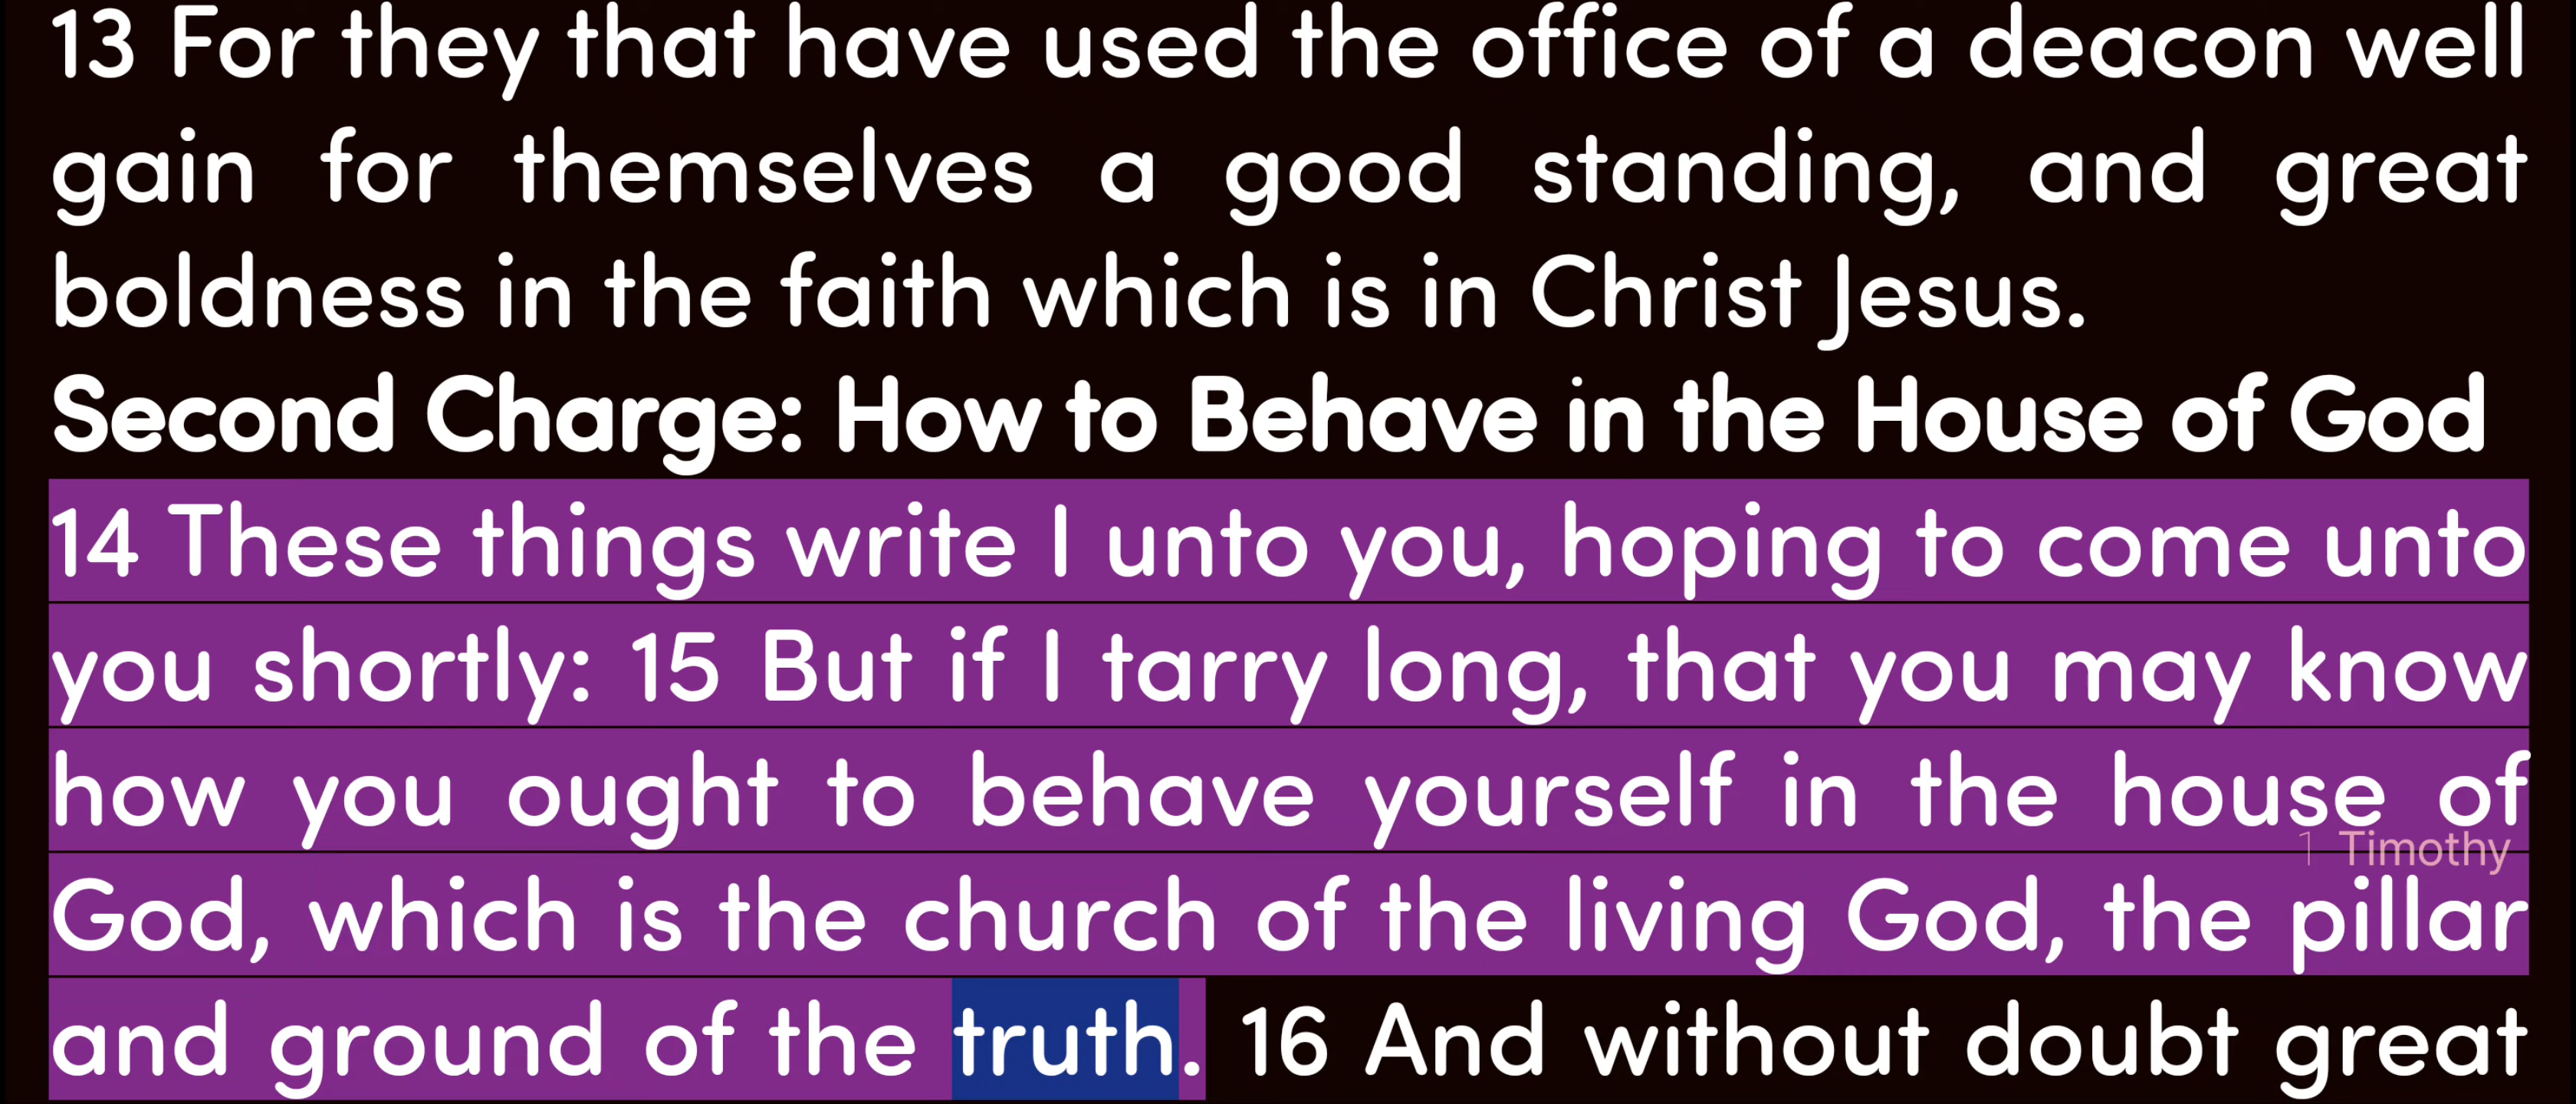 13 For they that have used the office of a deacon well
gain for themselves a good standing, and great
boldness in the faith which is in Christ Jesus.
Second Charge: How to Behave in the House of God
14 These things write I unto you, hoping to come unto
you shortly: 15 But if I tarry long, that you may know
how you ought to behave yourself in the house of
1 Timothy
God, which is the church of the living God, the pillar
and ground of the truth. 16 And without doubt great